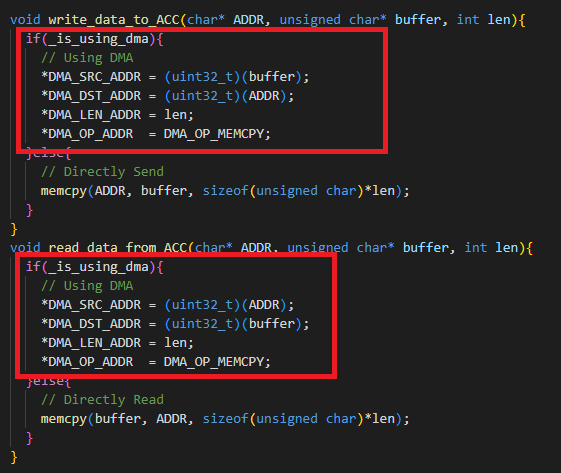 void write_data_to_ACC(char* ADDR, unsigned char* buffer, int len){
  if(_is_using_dma){
    // Using DMA
    *DMA_SRC_ADDR = (uint32_t)(buffer);
    *DMA_DST_ADDR = (uint32_t)(ADDR);
    *DMA_LEN_ADDR = len;
    *DMA_OP_ADDR  = DMA_OP_MEMCPY;
  }else{
    // Directly Send
    memcpy(ADDR, buffer, sizeof(unsigned char)*len);
  }
}
void read_data_from_ACC(char* ADDR, unsigned char* buffer, int len){
  if(_is_using_dma){
    // Using DMA
    *DMA_SRC_ADDR = (uint32_t)(ADDR);
    *DMA_DST_ADDR = (uint32_t)(buffer);
    *DMA_LEN_ADDR = len;
    *DMA_OP_ADDR  = DMA_OP_MEMCPY;
  }else{
    // Directly Read
    memcpy(buffer, ADDR, sizeof(unsigned char)*len);
  }
}